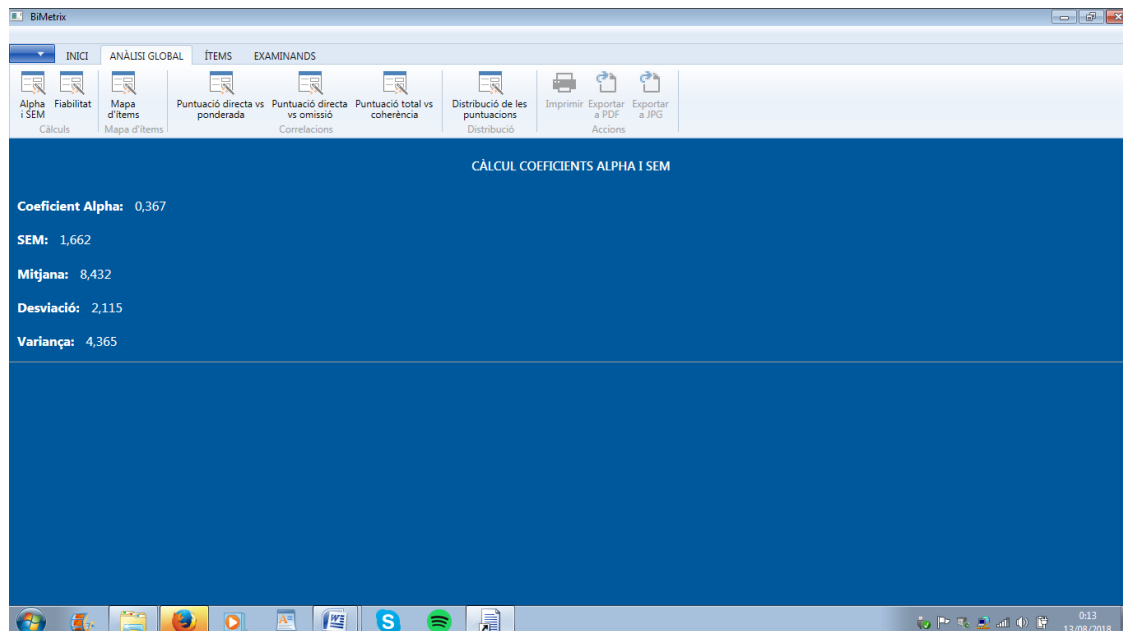 BiMetrix
INICI ANÀLISI GLOBAL ÍTEMS EXAMINANDS
Alpha i SEM
Fiabilitat
Mapa d'ítems
Puntuació directa vs ponderada
Puntuació directa vs omissió
Puntuació total vs coherència
Distribució de les puntuacions
Imprimir
Exportar a PDF
Exportar a JPG
Càlculs Mapa d'ítems Correlacions Distribució Accions
CÀLCUL COEFICIENTS ALPHA I SEM
Coeficient Alpha: 0,367
SEM: 1,662
Mitjana: 8,432
Desviació: 2,115
Variança: 4,365
0:13
13/08/2018